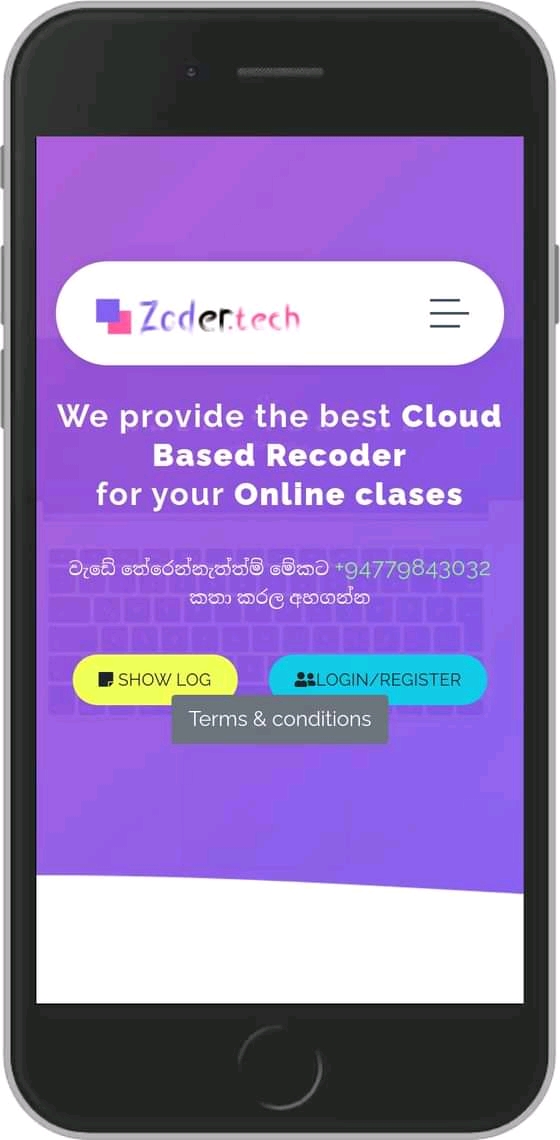 Zoder.tech
We provide the best Cloud
Based Recoder
for your Online clases
වැඩේ තේරෙන්නැත්ත්ම් මේකට +94779843032
කතා කරල අහගන්න
SHOW LOG
LOGIN/REGISTER
Terms & conditions